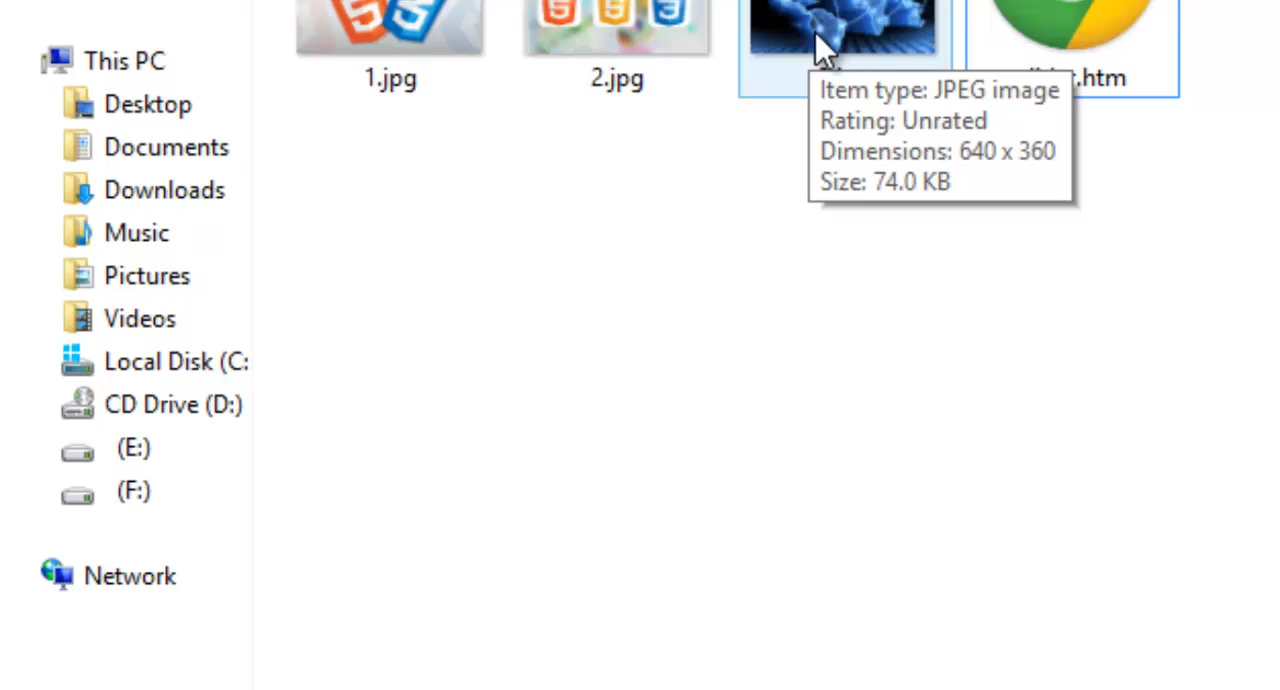 This PC
Desktop
Documents
Downloads
Music
Pictures
Videos
Local Disk (C:
CD Drive (D:)
(E:)
(F:)
Network
1.jpg
2.jpg
.htm
Item type: JPEG image
Rating: Unrated
Dimensions: 640 x 360
Size: 74.0 KB